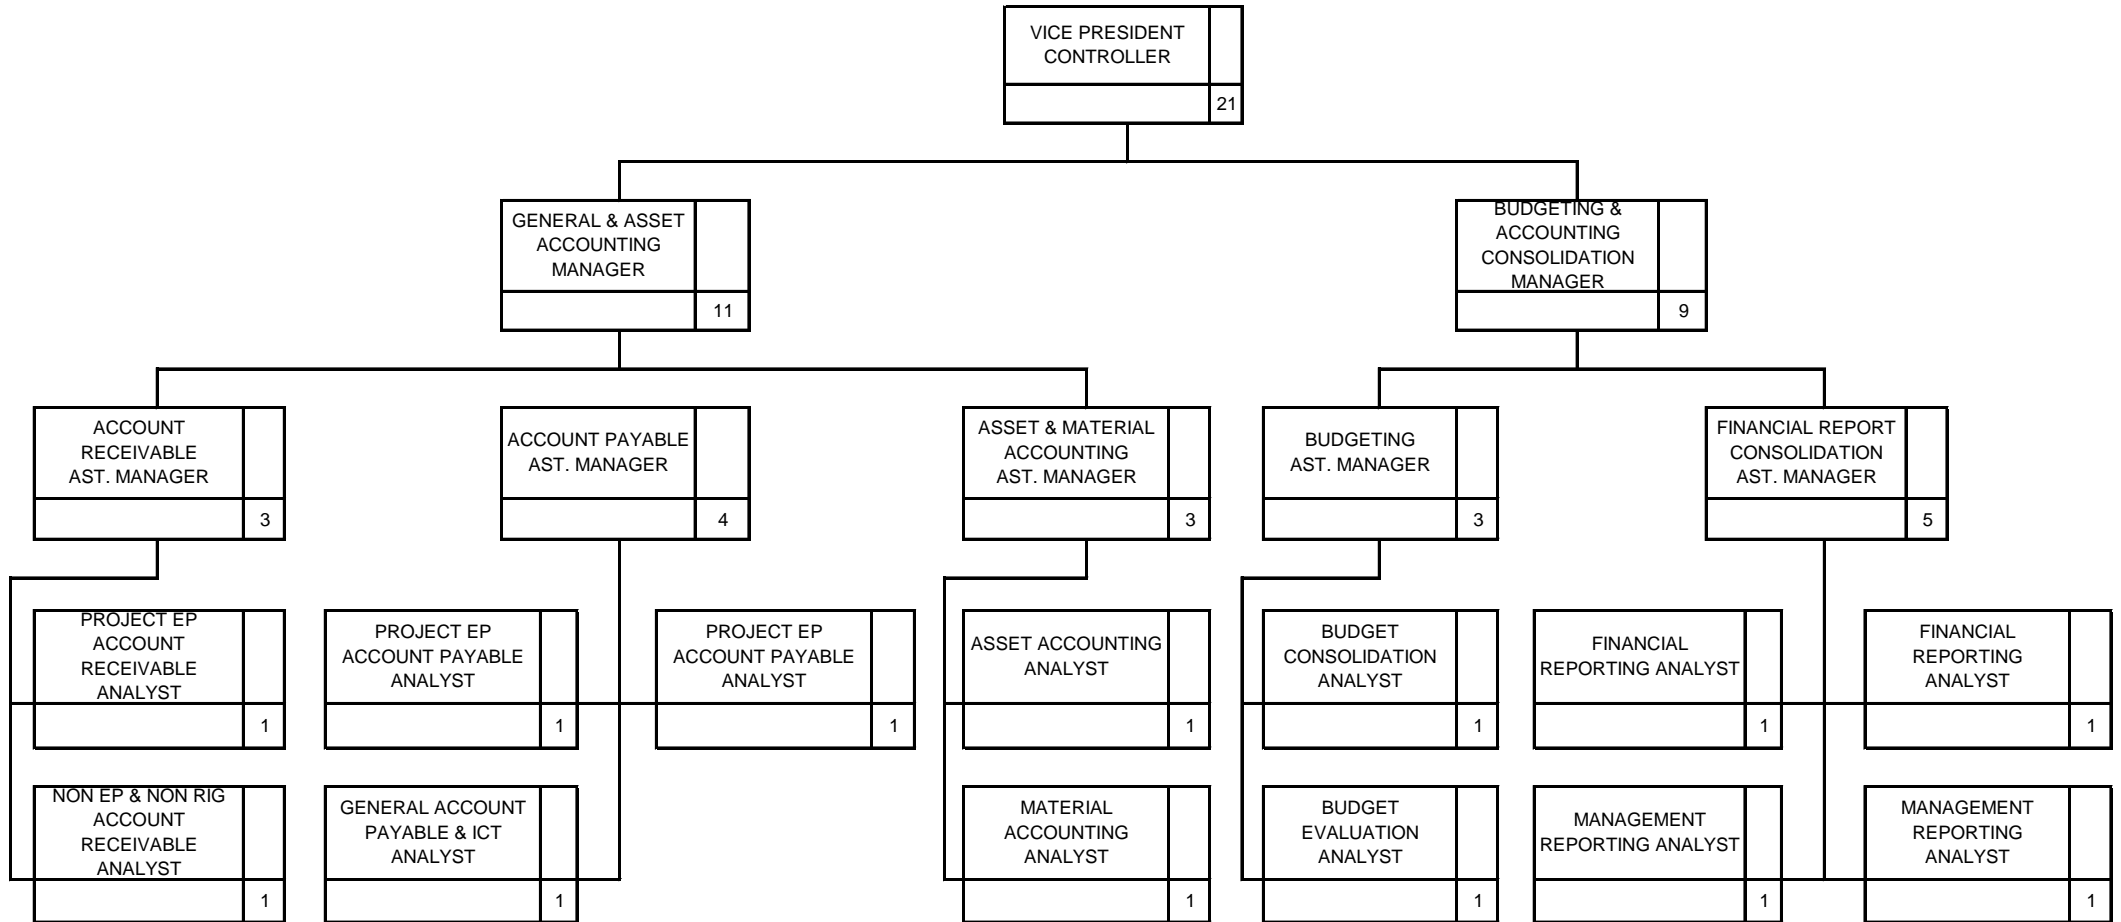 VICE PRESIDENT
CONTROLLER
21
GENERAL & ASSET
ACCOUNTING
MANAGER
11
BUDGETING &
ACCOUNTING
CONSOLIDATION
MANAGER
9
ACCOUNT
RECEIVABLE
AST. MANAGER
3
ACCOUNT PAYABLE
AST. MANAGER
4
ASSET & MATERIAL
ACCOUNTING
AST. MANAGER
3
BUDGETING
AST. MANAGER
3
FINANCIAL REPORT
CONSOLIDATION
AST. MANAGER
5
PROJECT EP
ACCOUNT
RECEIVABLE
ANALYST
1
PROJECT EP
ACCOUNT PAYABLE
ANALYST
1
PROJECT EP
ACCOUNT PAYABLE
ANALYST
1
ASSET ACCOUNTING
ANALYST
1
BUDGET
CONSOLIDATION
ANALYST
1
FINANCIAL
REPORTING ANALYST
1
FINANCIAL
REPORTING
ANALYST
1
NON EP & NON RIG
ACCOUNT
RECEIVABLE
ANALYST
1
GENERAL ACCOUNT
PAYABLE & ICT
ANALYST
1
MATERIAL
ACCOUNTING
ANALYST
1
BUDGET
EVALUATION
ANALYST
1
MANAGEMENT
REPORTING ANALYST
1
MANAGEMENT
REPORTING
ANALYST
1